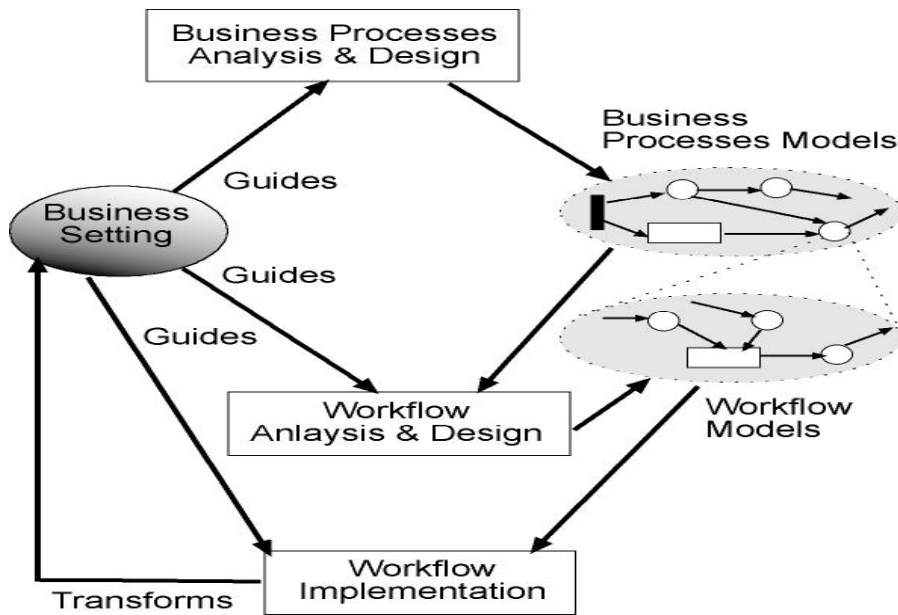 Business Processes
Analysis & Design
Business
Processes Models
Guides
Business
Setting
Guides
Guides
Workflow
Anlaysis & Design
Workflow
Models
Workflow
Implementation
Transforms